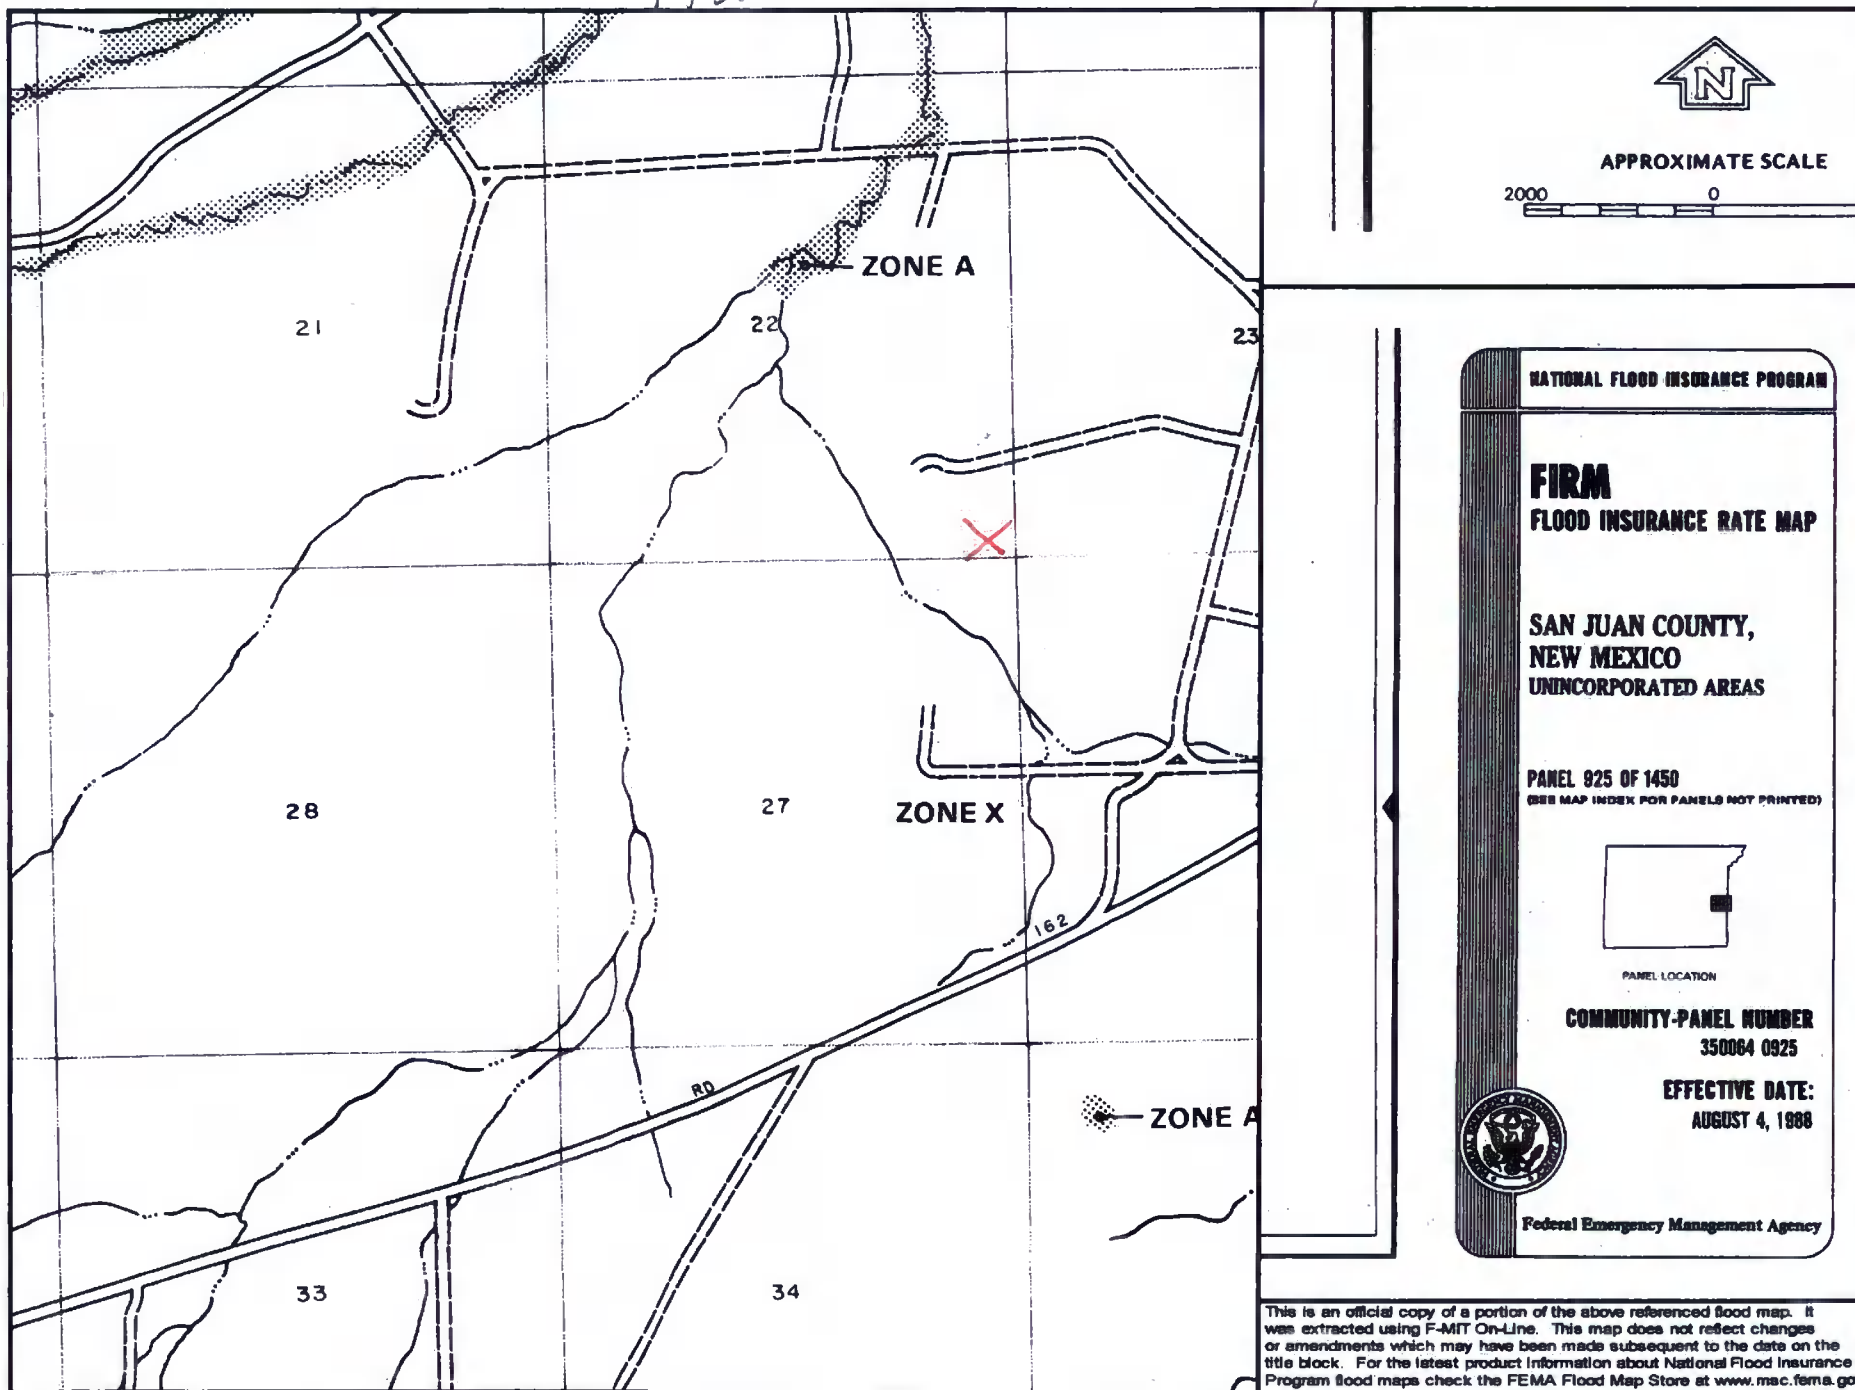 N
APPROXIMATE SCALE
2000 0
ZONE A
21
22
23
NATIONAL FLOOD INSURANCE PROGRAM
FIRM
FLOOD INSURANCE RATE MAP
SAN JUAN COUNTY,
NEW MEXICO
UNINCORPORATED AREAS
PANEL 925 OF 1450
(SEE MAP INDEX FOR PANELS NOT PRINTED)
28
27
ZONE X
162
RD
PANEL LOCATION
COMMUNITY-PANEL NUMBER
350064 0925
EFFECTIVE DATE:
AUGUST 4, 1988
ZONE A
Federal Emergency Management Agency
33
34
This is an official copy of a portion of the above referenced flood map. It
was extracted using F-MIT On-Line. This map does not reflect changes
or amendments which may have been made subsequent to the date on the
title block. For the latest product information about National Flood Insurance
Program flood maps check the FEMA Flood Map Store at www.msc.fema.go